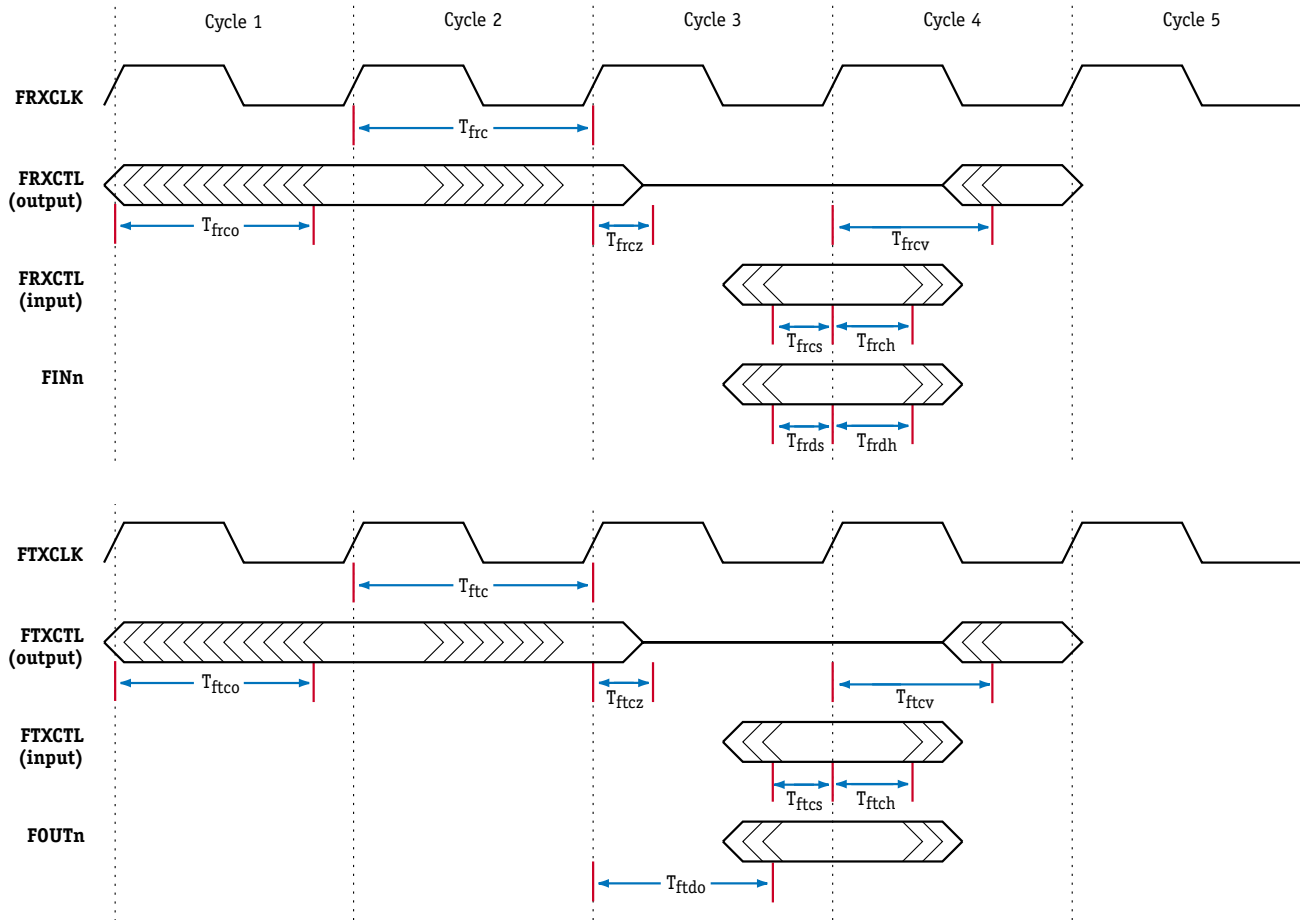 Cycle 1 Cycle 2 Cycle 3 Cycle 4 Cycle 5
FRXCLK
Tfrc
FRXCTL
(output)
Tfrco Tfrcz Tfrcv
FRXCTL
(input)
Tfrcs Tfrch
FINn
Tfrds Tfrdh
FTXCLK
Tftc
FTXCTL
(output)
Tftco Tftcz Tftcv
FTXCTL
(input)
Tftcs Tftch
FOUTn
Tftdo